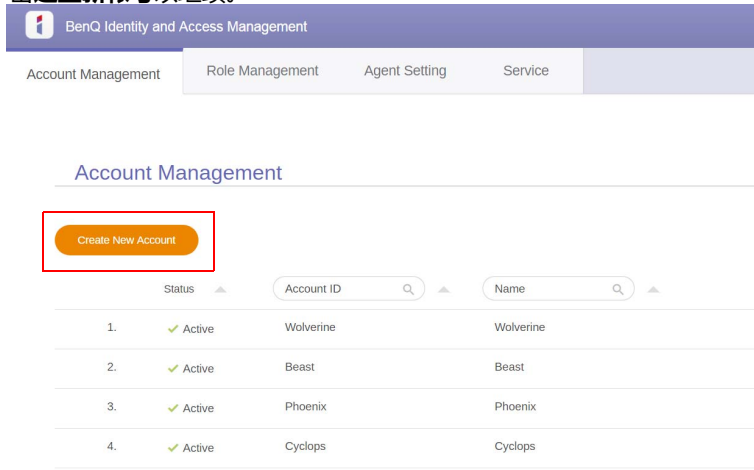 BenQ Identity and Access Management
Account Management Role Management Agent Setting Service
Account Management
Create New Account
Status Account ID Name
1. Active Wolverine Wolverine
2. Active Beast Beast
3. Active Phoenix Phoenix
4. Active Cyclops Cyclops